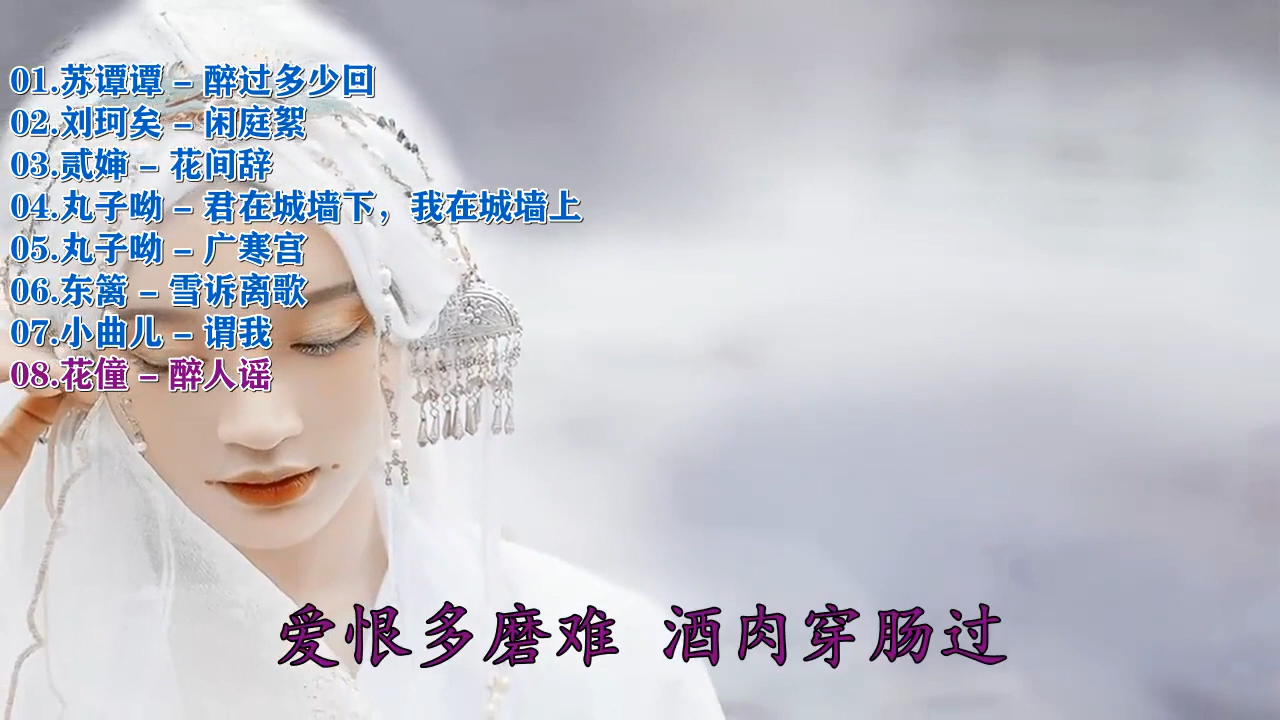 01.苏谭谭 - 醉过多少回
02.刘珂矣 - 闲庭絮
03.贰婶 - 花间辞
04.丸子呦 - 君在城墙下，我在城墙上
05.丸子呦 - 广寒宫
06.东篱 - 雪诉离歌
07.小曲儿 - 谓我
08.花僮 - 醉人谣
爱恨多磨难 酒肉穿肠过